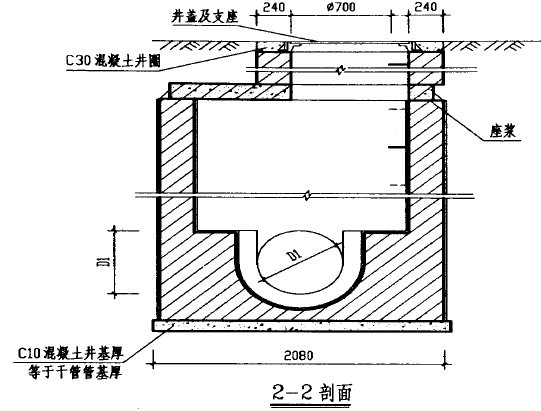 240 ø700 240
井盖及支座
C30混凝土井圈
座浆
D1
D1
C10混凝土井基厚
等于干管管基厚
2080
2-2剖面